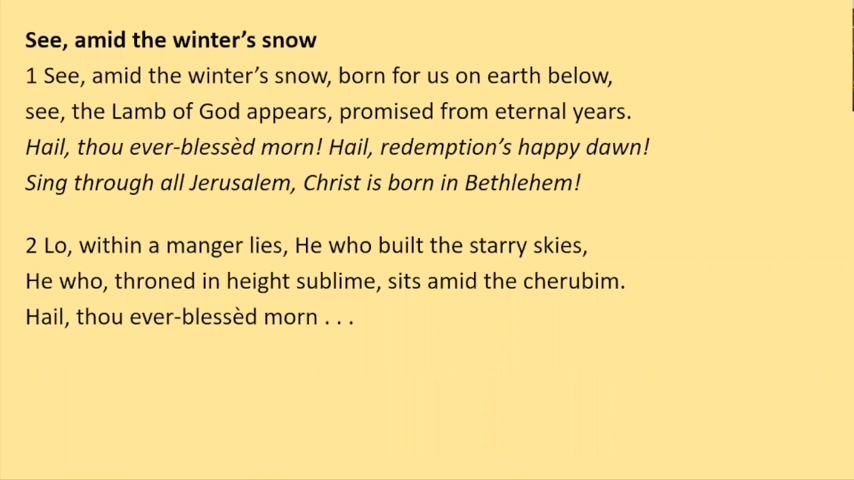 See, amid the winter’s snow
1 See, amid the winter’s snow, born for us on earth below,
see, the Lamb of God appears, promised from eternal years.
Hail, thou ever-blessèd morn! Hail, redemption’s happy dawn!
Sing through all Jerusalem, Christ is born in Bethlehem!
2 Lo, within a manger lies, He who built the starry skies,
He who, throned in height sublime, sits amid the cherubim.
Hail, thou ever-blessèd morn . . .